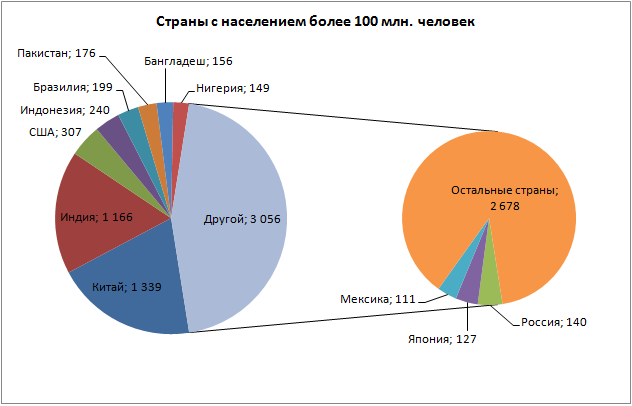 Страны с населением более 100 млн. человек
Пакистан; 176
Бангладеш; 156
Бразилия; 199
Нигерия; 149
Индонезия; 240
США; 307
Индия; 1 166
Другой; 3 056
Китай; 1 339
Остальные страны;
2 678
Мексика; 111
Россия; 140
Япония; 127